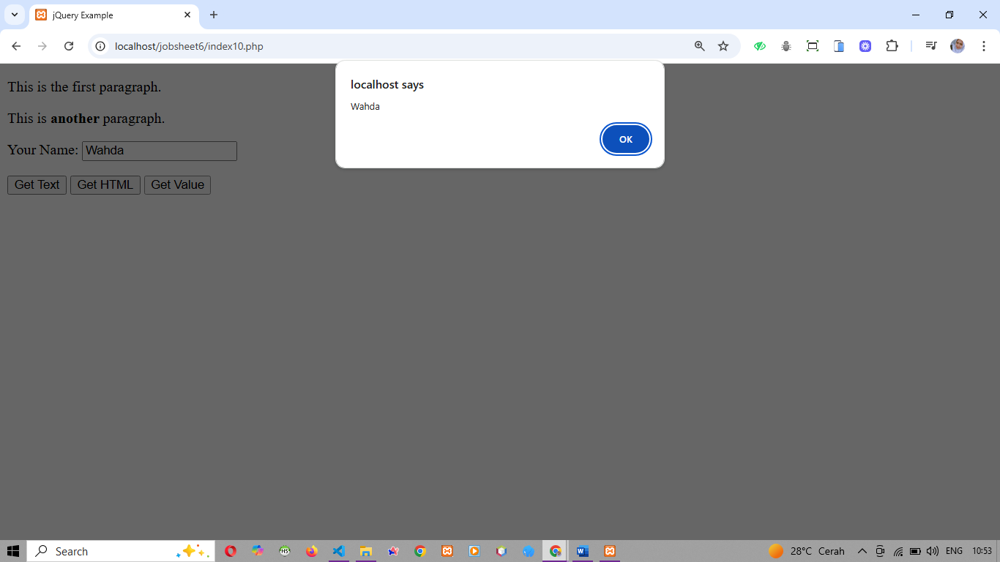 jQuery Example
localhost/jobsheet6/index10.php
localhost says
Wahda
OK
This is the first paragraph.
This is another paragraph.
Your Name: Wahda
Get Text Get HTML Get Value
Search HS 28°C Cerah ENG 10:53